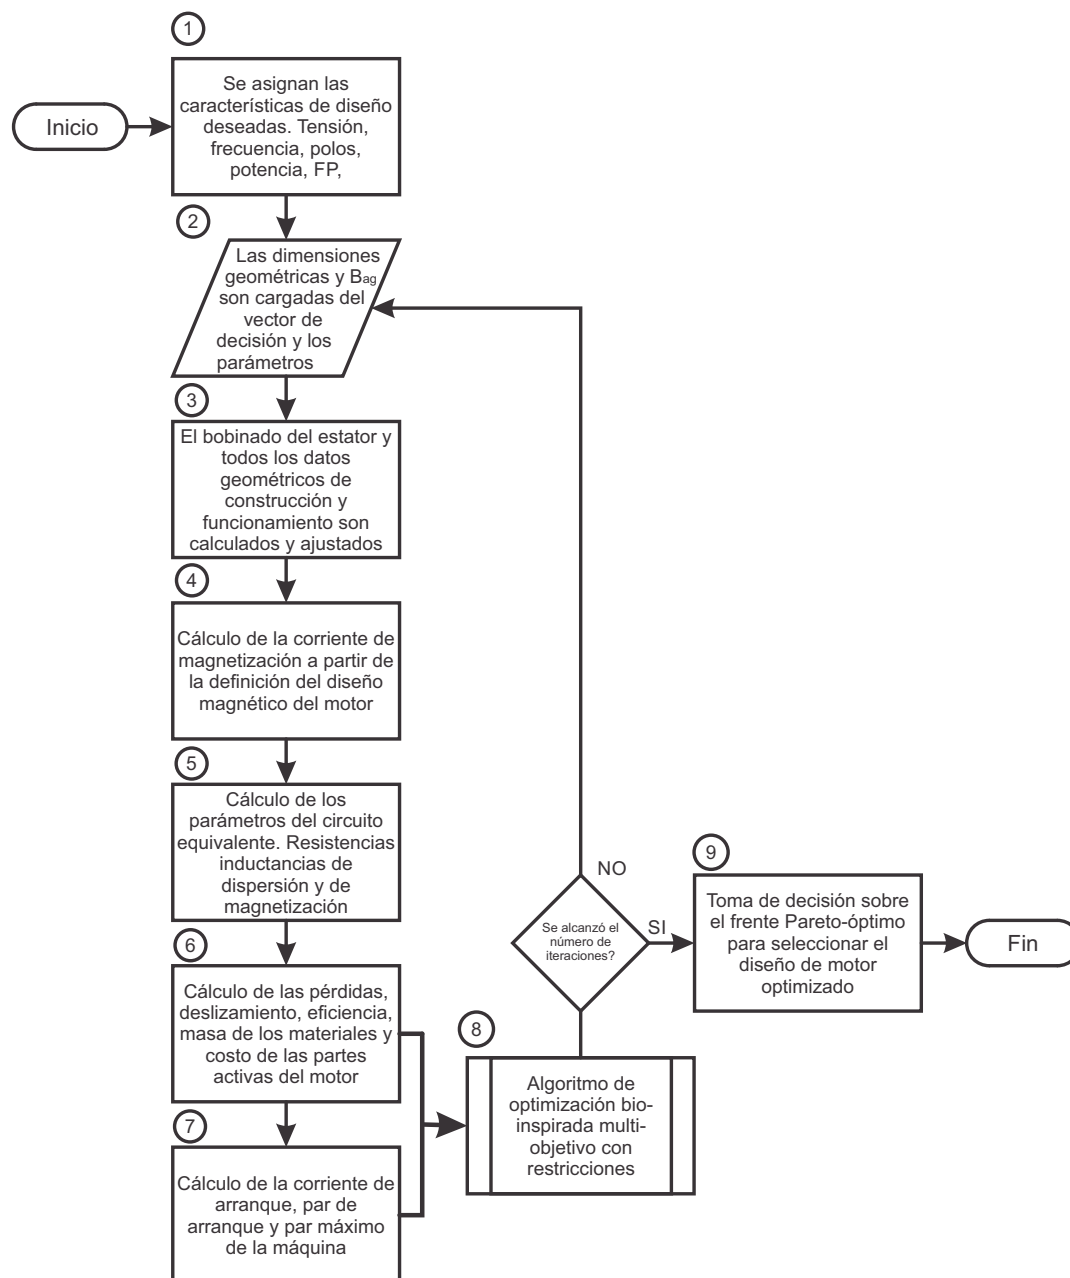 1
Inicio
Se asignan las
características de diseño
deseadas. Tensión,
frecuencia, polos,
potencia, FP,
2
Las dimensiones
geométricas y Bag
son cargadas del
vector de
decisión y los
parámetros
3
El bobinado del estator y
todos los datos
geométricos de
construcción y
funcionamiento son
calculados y ajustados
4
Cálculo de la corriente de
magnetización a partir de
la definición del diseño
magnético del motor
5
Cálculo de los
parámetros del circuito
equivalente. Resistencias
inductancias de
dispersión y de
magnetización
6
Cálculo de las pérdidas,
deslizamiento, eficiencia,
masa de los materiales y
costo de las partes
activas del motor
7
Cálculo de la corriente de
arranque, par de
arranque y par máximo
de la máquina
8
Algoritmo de
optimización bio-
inspirada multi-
objetivo con
restricciones
Se alcanzó el
número de
iteraciones?
NO
SI
9
Toma de decisión sobre
el frente Pareto-óptimo
para seleccionar el
diseño de motor
optimizado
Fin